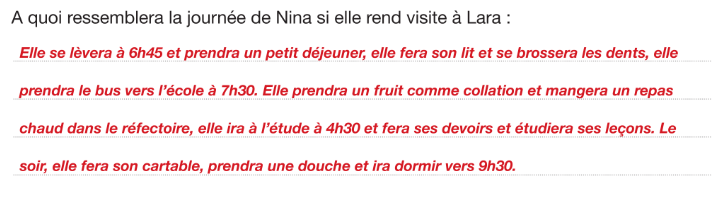 A quoi ressemblera la journée de Nina si elle rend visite à Lara :
Elle se lèvera à 6h45 et prendra un petit déjeuner, elle fera son lit et se brossera les dents, elle
prendra le bus vers l'école à 7h30. Elle prendra un fruit comme collation et mangera un repas
chaud dans le réfectoire, elle ira à l'étude à 4h30 et fera ses devoirs et étudiera ses leçons. Le
soir, elle fera son cartable, prendra une douche et ira dormir vers 9h30.